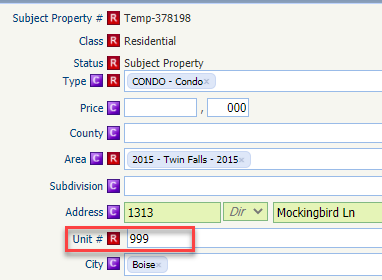 Subject Property # R Temp-378198
Class R Residential
Status R Subject Property
Type C R CONDO - Condo×
Price C , 000
County C
Area C R 2015 - Twin Falls - 2015×
Subdivision C
Address C 1313 Dir Mockingbird Ln
Unit # R 999
City C Boise×